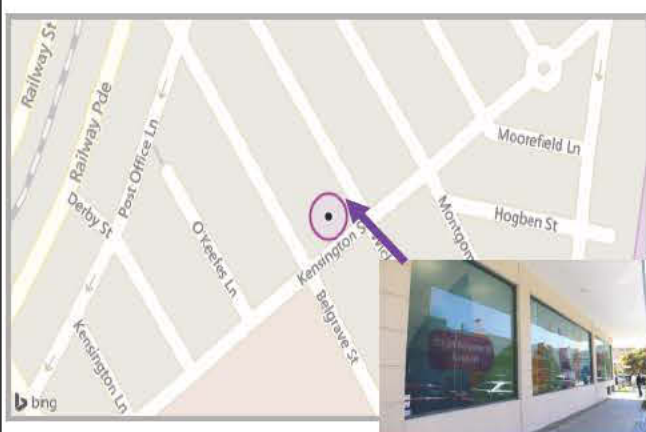 Railway St
Railway Pde
Post Office Ln
Derby St
O'Keefes Ln
Kensington Ln
Kensington St
Belgrave St
Montgom
Moorefield Ln
Hogben St
bing